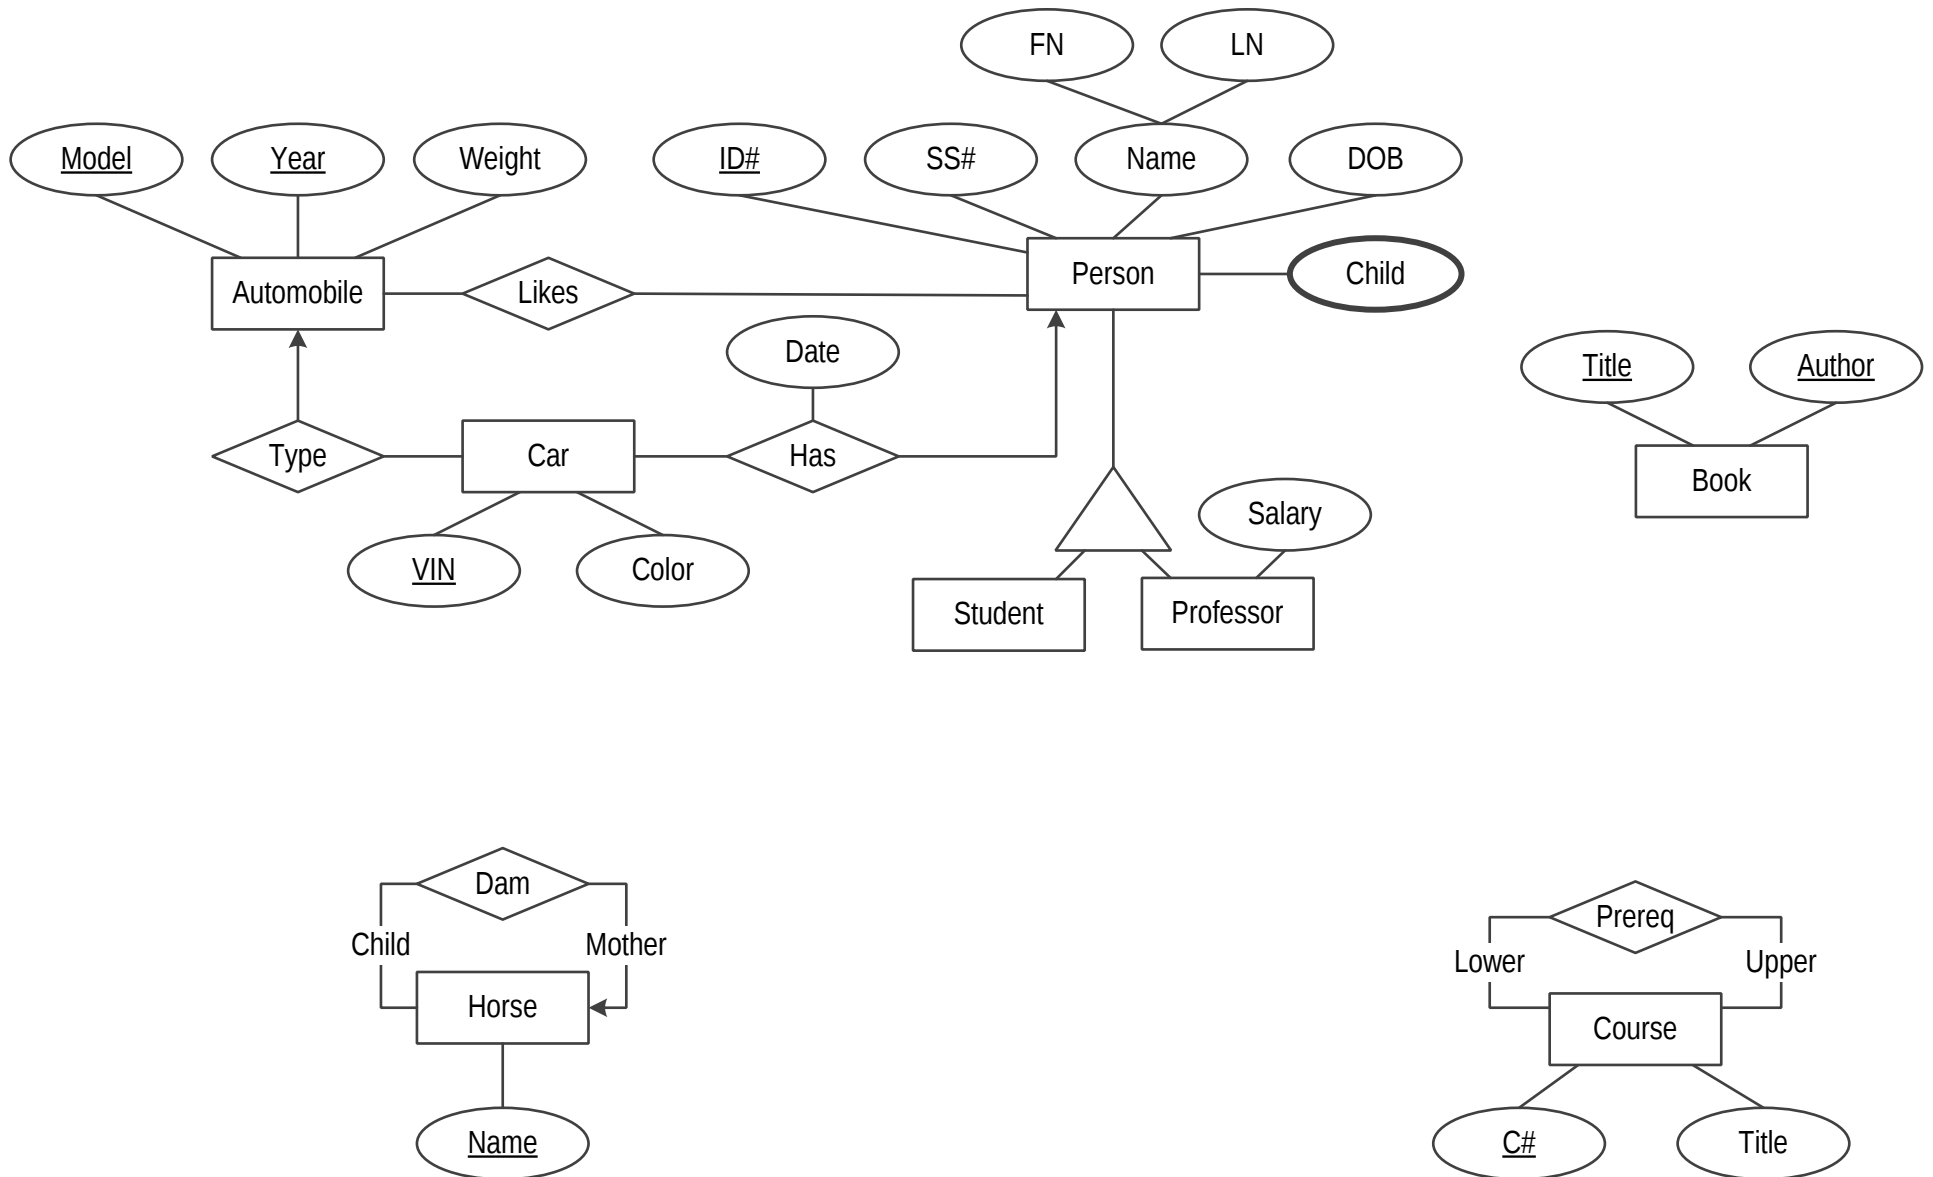 FN
LN
Model
Year
Weight
ID#
SS#
Name
DOB
Automobile
Likes
Person
Child
Date
Title
Author
Type
Car
Has
Book
Salary
VIN
Color
Student
Professor
Dam
Prereq
Child
Mother
Lower
Upper
Horse
Course
Name
C#
Title